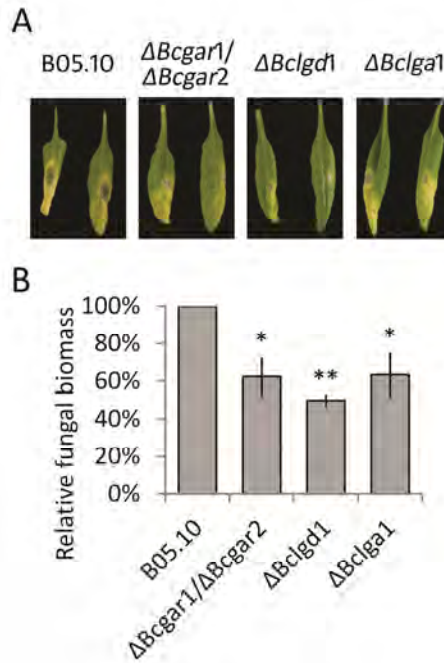 A
B05.10
ΔBcgar1/
ΔBcgar2
ΔBclgd1
ΔBclga1
B
Relative fungal biomass
100%
80%
60%
40%
20%
0%
*
**
*
B05.10
ΔBcgar1/ΔBcgar2
ΔBclgd1
ΔBclga1